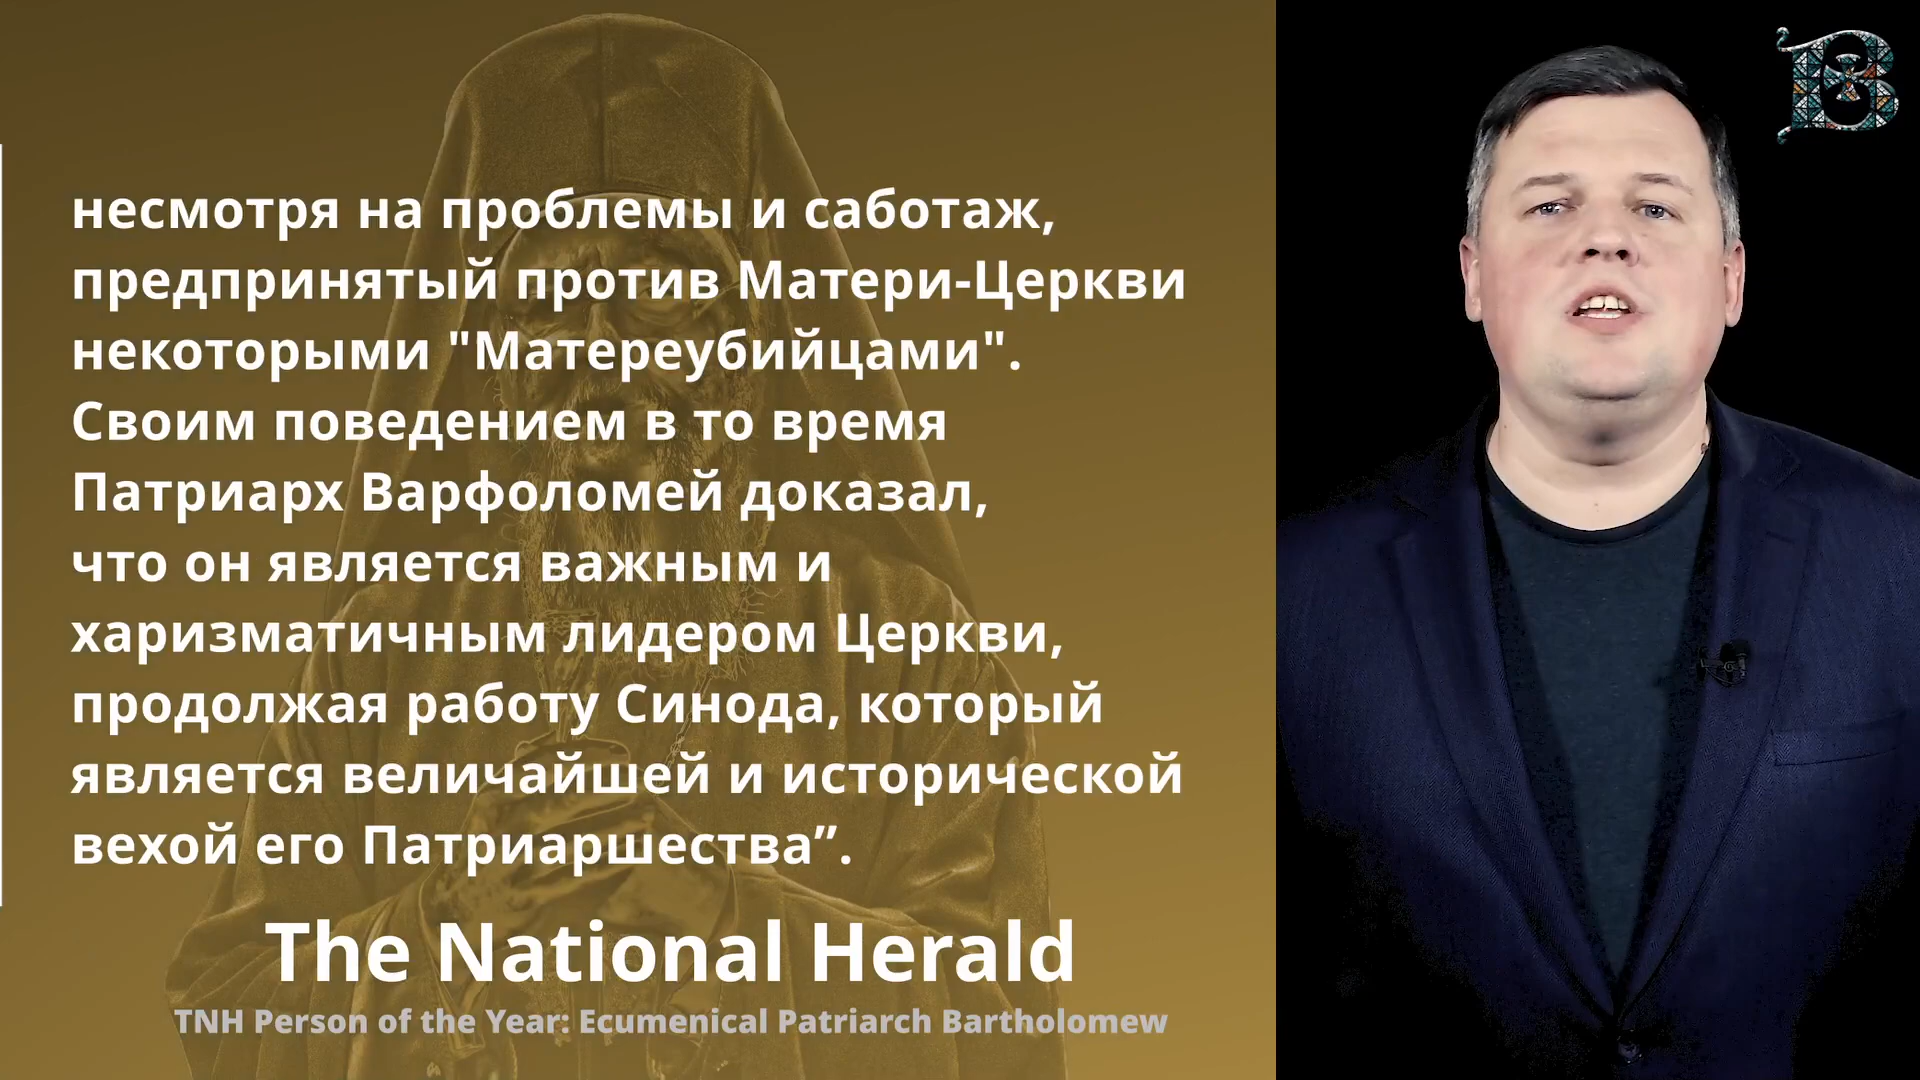 несмотря на проблемы и саботаж,
предпринятый против Матери-Церкви
некоторыми "Матереубийцами".
Своим поведением в то время
Патриарх Варфоломей доказал,
что он является важным и
харизматичным лидером Церкви,
продолжая работу Синода, который
является величайшей и исторической
вехой его Патриаршества”.
The National Herald
TNH Person of the Year: Ecumenical Patriarch Bartholomew